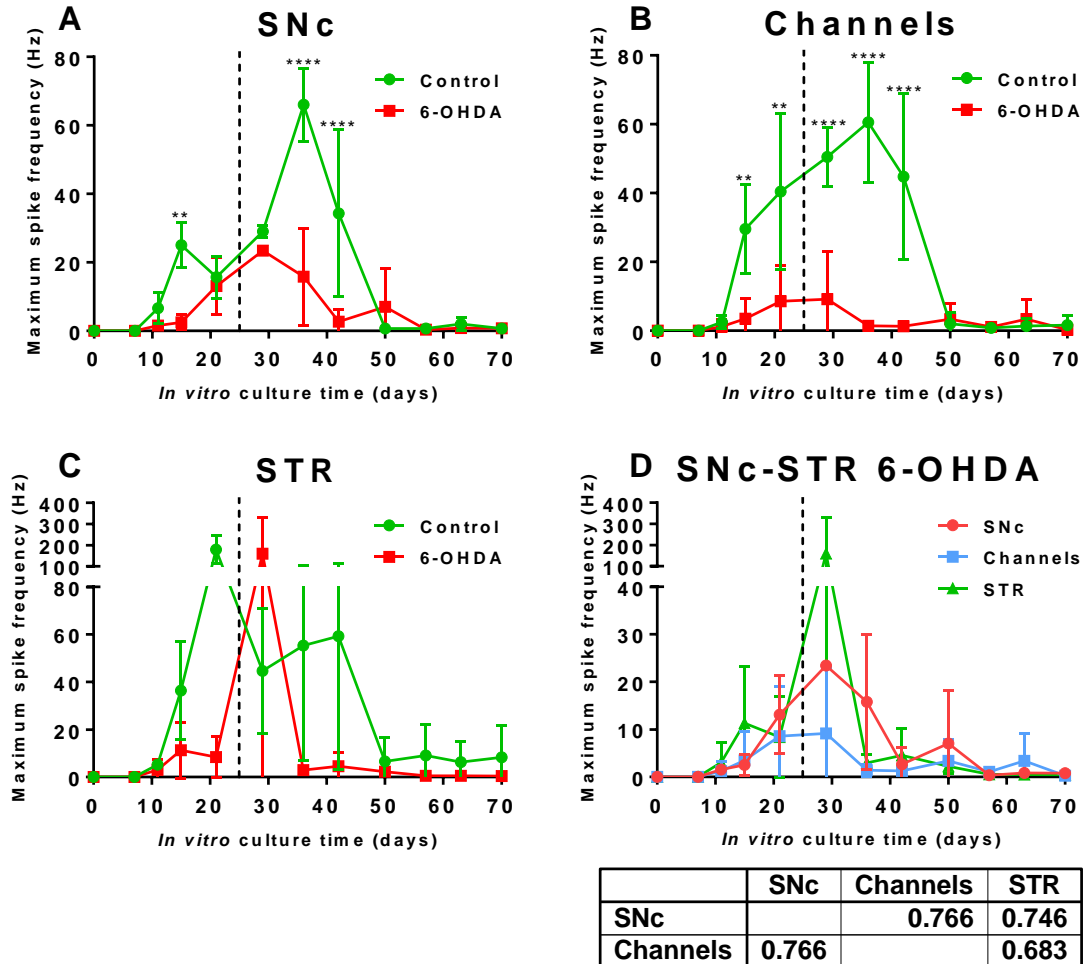 A
SNc
Maximum spike frequency (Hz)
80
60
40
20
0
**
****
****
Control
6-OHDA
0 10 20 30 40 50 60 70
In vitro culture time (days)
B
Channels
Maximum spike frequency (Hz)
80
60
40
20
0
**
**
****
****
****
Control
6-OHDA
0 10 20 30 40 50 60 70
In vitro culture time (days)
C
STR
Maximum spike frequency (Hz)
400
300
200
100
80
60
40
20
0
Control
6-OHDA
0 10 20 30 40 50 60 70
In vitro culture time (days)
D
SNc-STR 6-OHDA
Maximum spike frequency (Hz)
400
300
200
100
30
20
10
0
SNc
Channels
STR
0 10 20 30 40 50 60 70
In vitro culture time (days)
SNc Channels STR
SNc 0.766 0.746
Channels 0.766 0.683